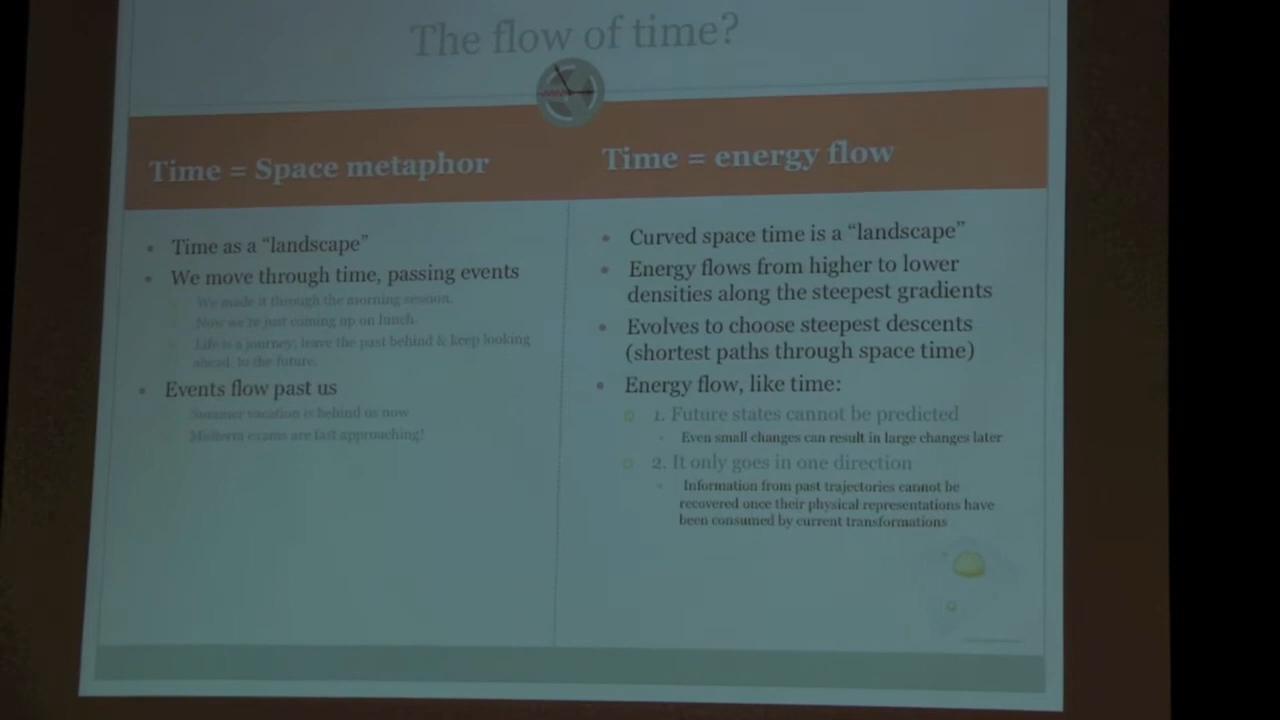 The flow of time?
Time = Space metaphor
Time as a “landscape”
We move through time, passing events
We made it through the morning session.
Now we're just coming up on lunch
Life is a journey; leave the past behind & keep looking
ahead, to the future.
Events flow past us
Summer vacation is behind us now
Midterm exams are fast approaching!
Time = energy flow
Curved space time is a “landscape”
Energy flows from higher to lower
densities along the steepest gradients
Evolves to choose steepest descents
(shortest paths through space time)
Energy flow, like time:
1. Future states cannot be predicted
Even small changes can result in large changes later
2. It only goes in one direction
Information from past trajectories cannot be
recovered once their physical representations have
been consumed by current transformations